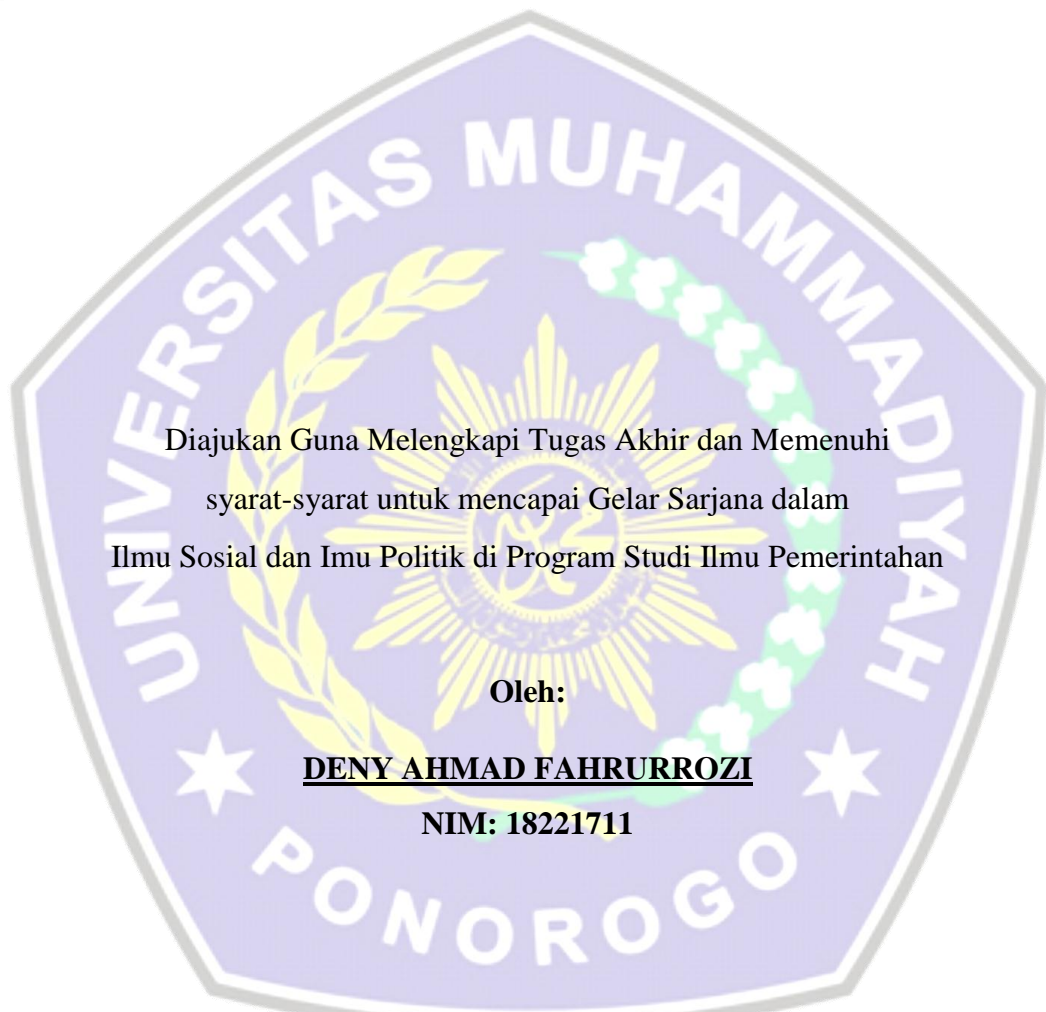 UNIVERSITAS MUHAMMADIYAH
Diajukan Guna Melengkapi Tugas Akhir dan Memenuhi
syarat-syarat untuk mencapai Gelar Sarjana dalam
Ilmu Sosial dan Imu Politik di Program Studi Ilmu Pemerintahan
Oleh:
DENY AHMAD FAHRURROZI
NIM: 18221711
PONOROGO